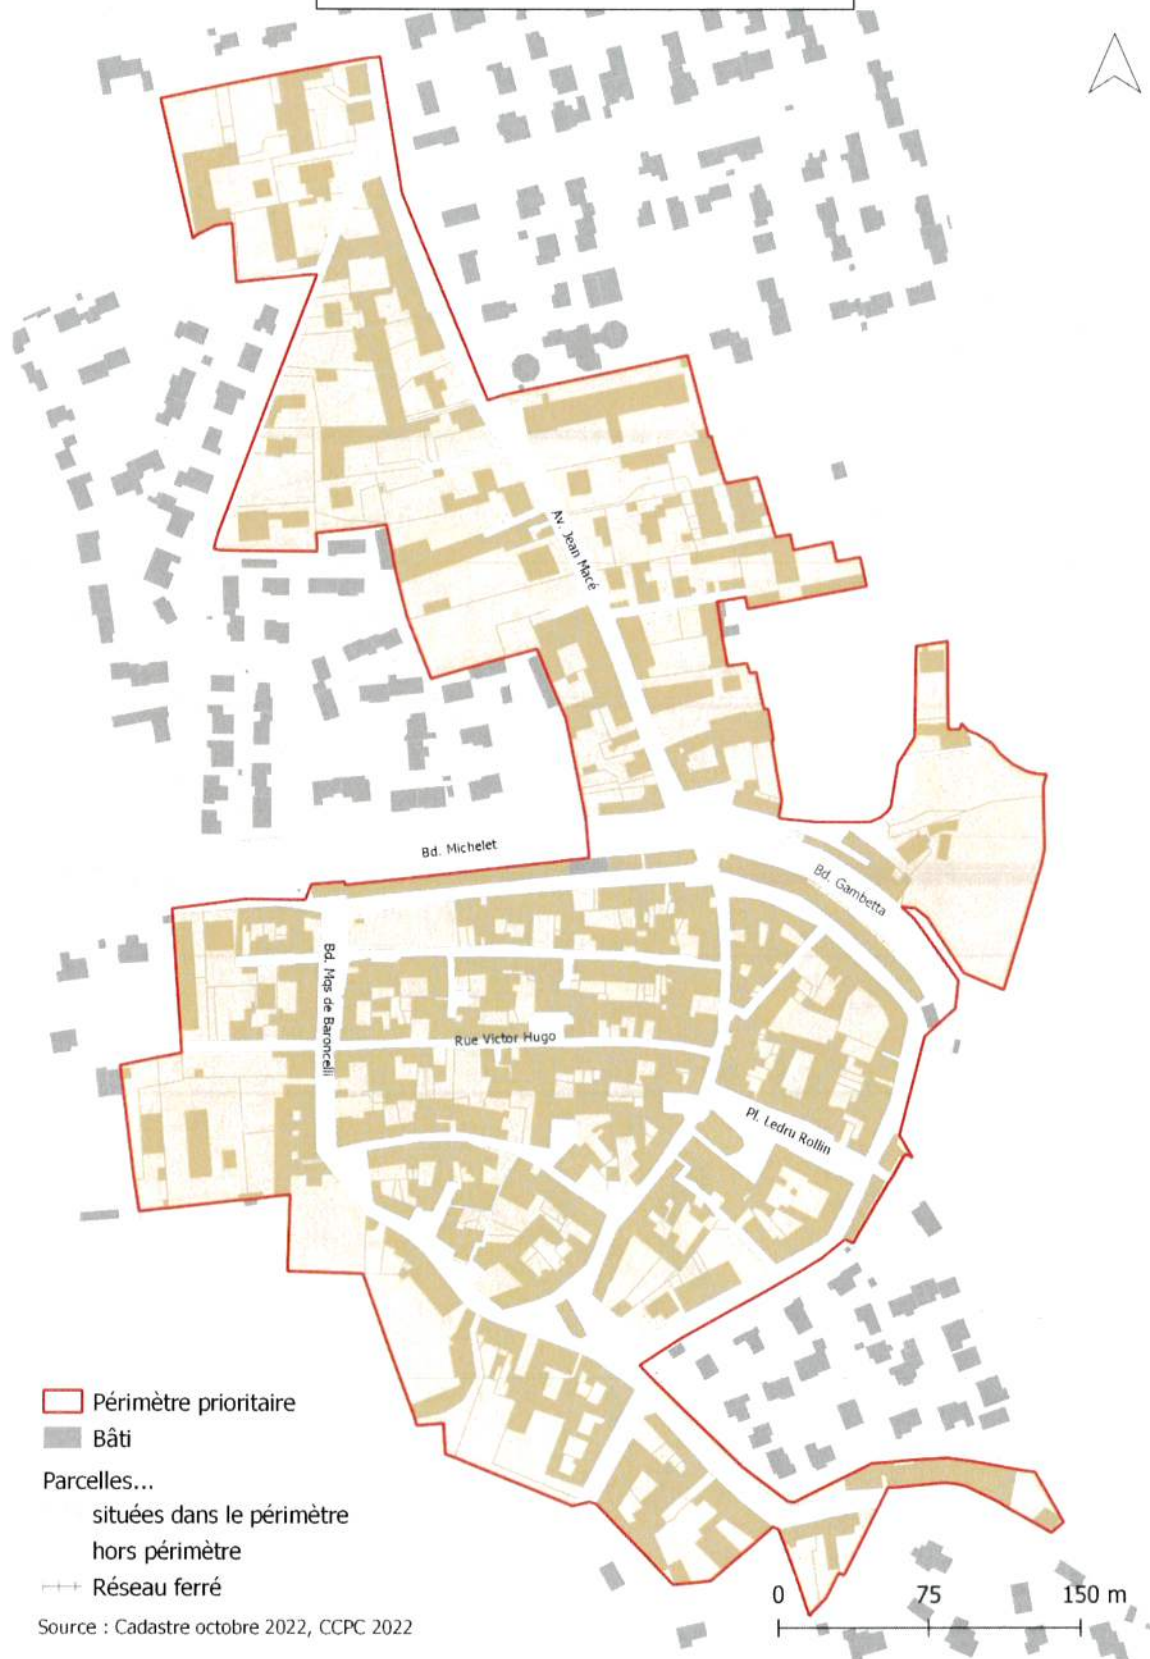 Av. Jean Macé
Bd. Michelet
Bd. Gambetta
Bd. Mqs de Baroncelli
Rue Victor Hugo
Pl. Ledru Rollin
Périmètre prioritaire
Bâti
Parcelles...
situées dans le périmètre
hors périmètre
Réseau ferré
0 75 150 m
Source : Cadastre octobre 2022, CCPC 2022